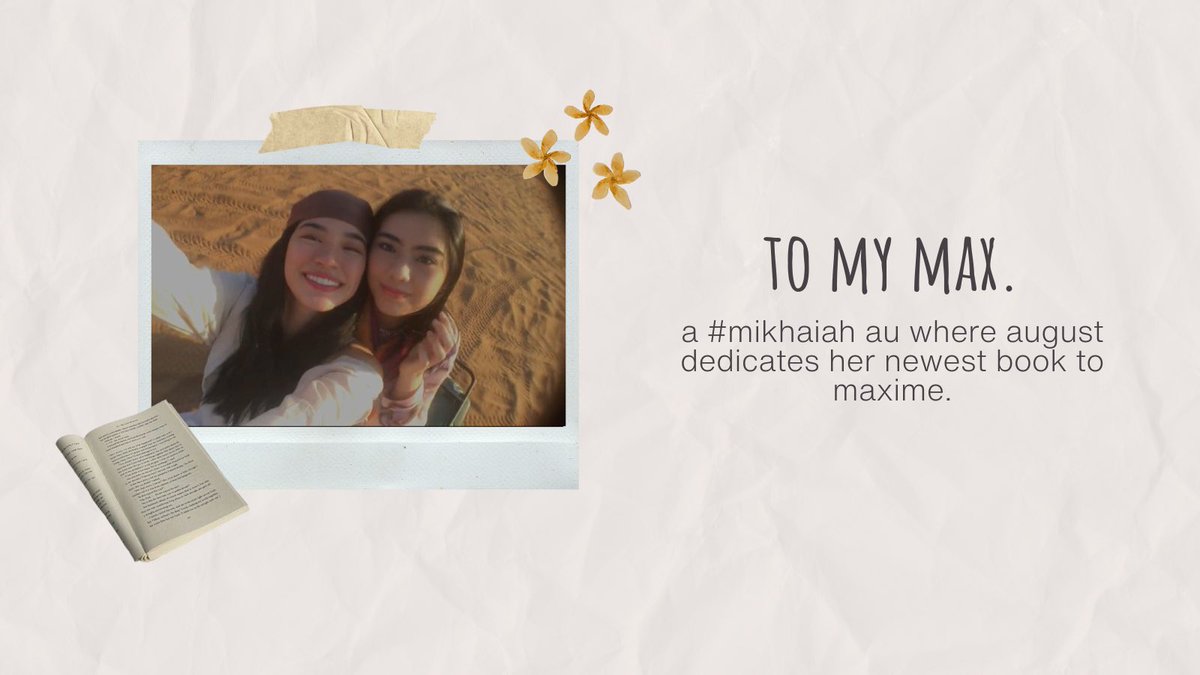 TO MY MAX.
a #mikhaiah au where august
dedicates her newest book to
maxime.